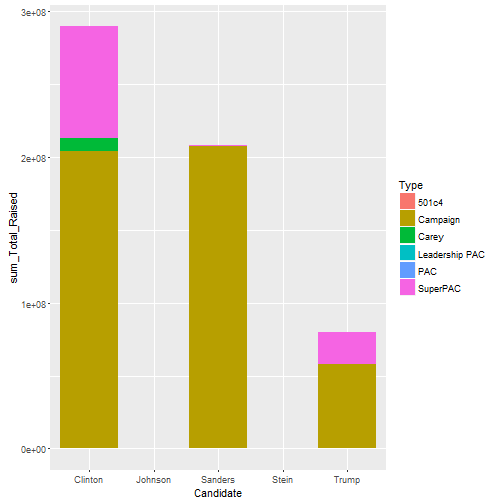 3e+08
2e+08
1e+08
0e+00
sum_Total_Raised
Clinton
Johnson
Sanders
Stein
Trump
Candidate
Type
501c4
Campaign
Carey
Leadership PAC
PAC
SuperPAC